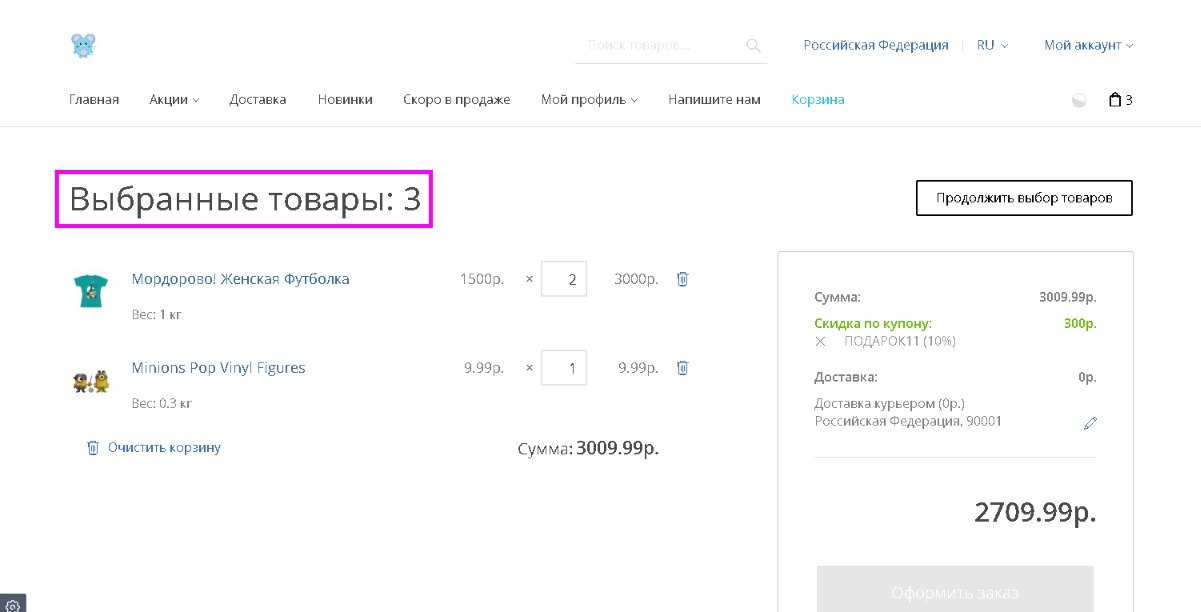 Поиск товаров...
Российская Федерация
RU
Мой аккаунт
Главная
Акции
Доставка
Новинки
Скоро в продаже
Мой профиль
Напишите нам
Корзина
3
Выбранные товары: 3
Продолжить выбор товаров
Мордорово! Женская Футболка 1500р. × 2 3000р.
Вес: 1 кг
Minions Pop Vinyl Figures 9.99р. × 1 9.99р.
Вес: 0.3 кг
Очистить корзину
Сумма: 3009.99р.
Сумма: 3009.99р.
Скидка по купону: 300р.
ПОДАРОК11 (10%)
Доставка: 0р.
Доставка курьером (0р.)
Российская Федерация, 90001
2709.99р.
Оформить заказ